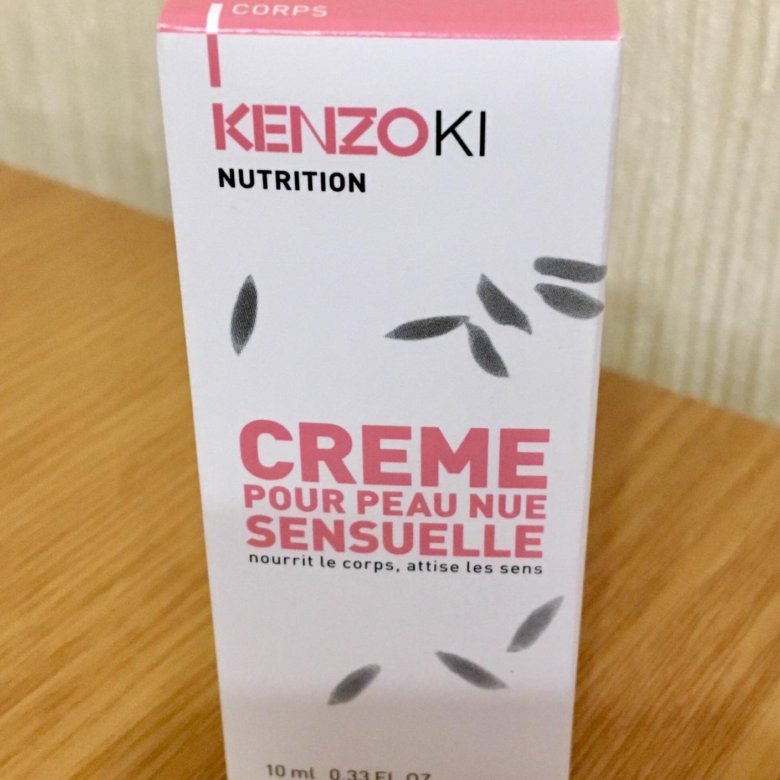 CORPS
KENZOKI
NUTRITION
CREME
POUR PEAU NUE
SENSUELLE
nourrit le corps, attise les sens
10 ml 0.33 FL OZ